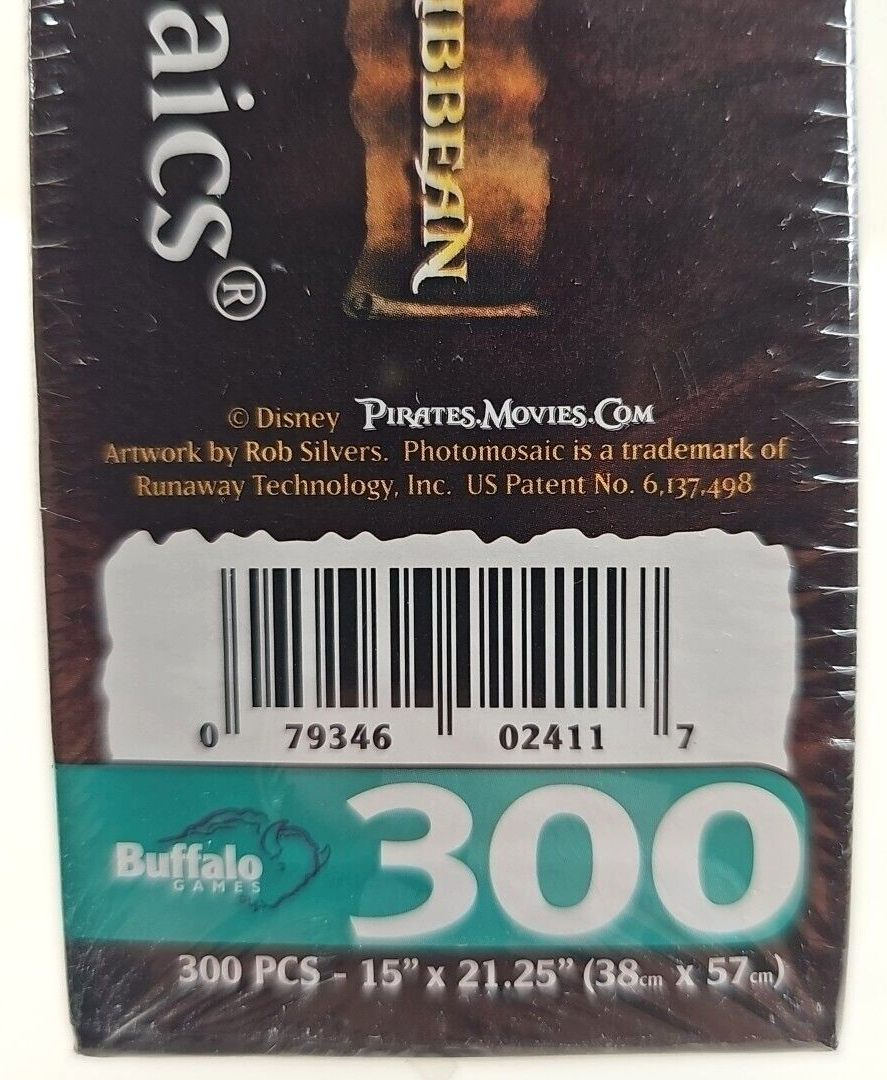 aics®
IBBEAN
© Disney PIRATES.MOVIES.COM
Artwork by Rob Silvers. Photomosaic is a trademark of
Runaway Technology, Inc. US Patent No. 6,137,498
0 79346 02411 7
Buffalo
GAMES
300
300 PCS - 15” x 21.25” (38cm x 57cm)